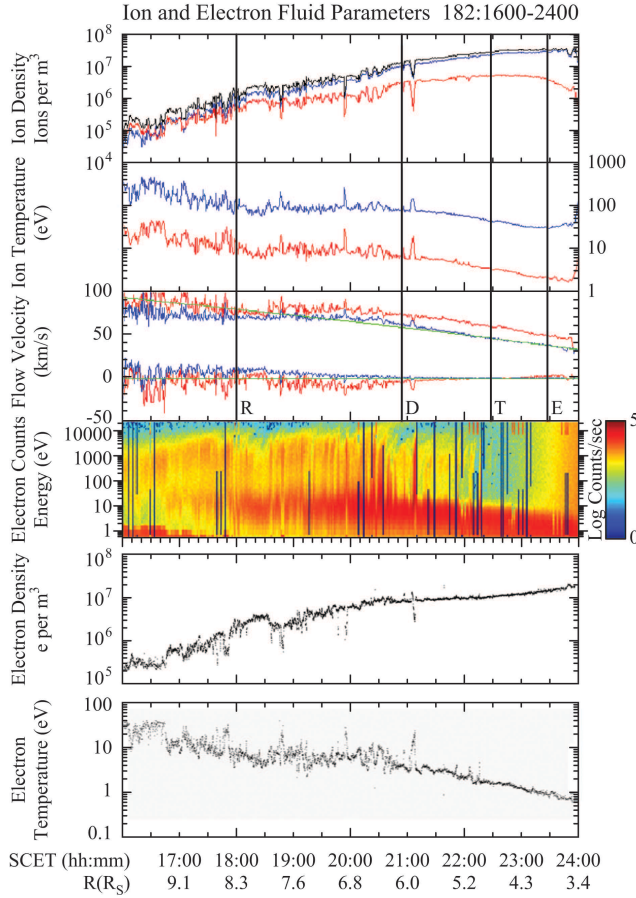 Ion and Electron Fluid Parameters 182:1600-2400
Ion Density
Ions per m3
10^8
10^7
10^6
10^5
10^4
Ion Temperature
(eV)
1000
100
10
1
Flow Velocity
(km/s)
100
50
0
-50
R
D
T
E
Electron Counts
Energy (eV)
10000
1000
100
10
1
Log Counts/sec
5
0
Electron Density
e per m3
10^8
10^7
10^6
10^5
Electron
Temperature (eV)
100
10
1
0.1
SCET (hh:mm) 17:00 18:00 19:00 20:00 21:00 22:00 23:00 24:00
R(RS) 9.1 8.3 7.6 6.8 6.0 5.2 4.3 3.4